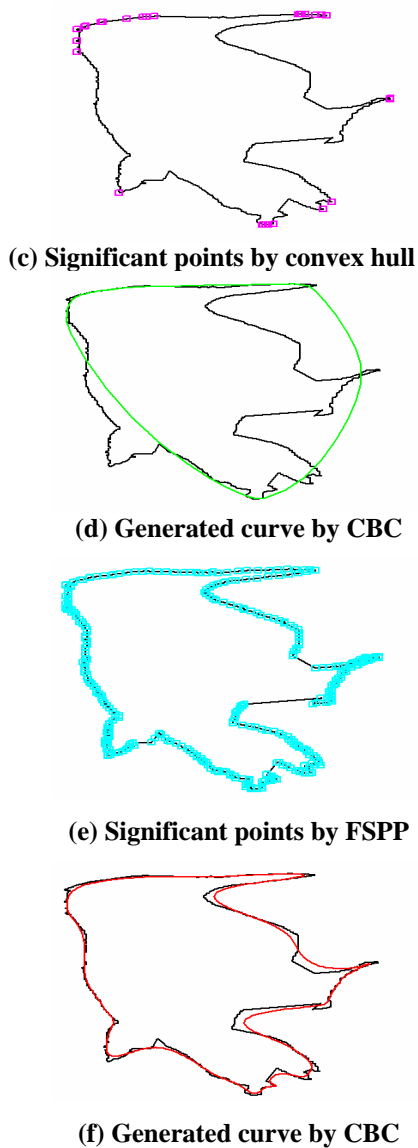 (c) Significant points by convex hull
(d) Generated curve by CBC
(e) Significant points by FSPP
(f) Generated curve by CBC